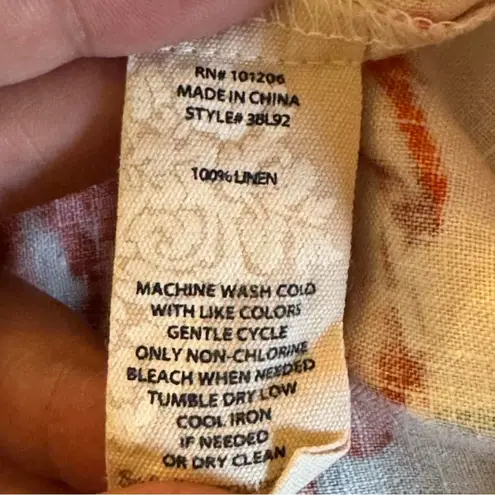 RN# 101206
MADE IN CHINA
STYLE# 38L92
100% LINEN
MACHINE WASH COLD
WITH LIKE COLORS
GENTLE CYCLE
ONLY NON-CHLORINE
BLEACH WHEN NEEDED
TUMBLE DRY LOW
COOL IRON
IF NEEDED
OR DRY CLEAN